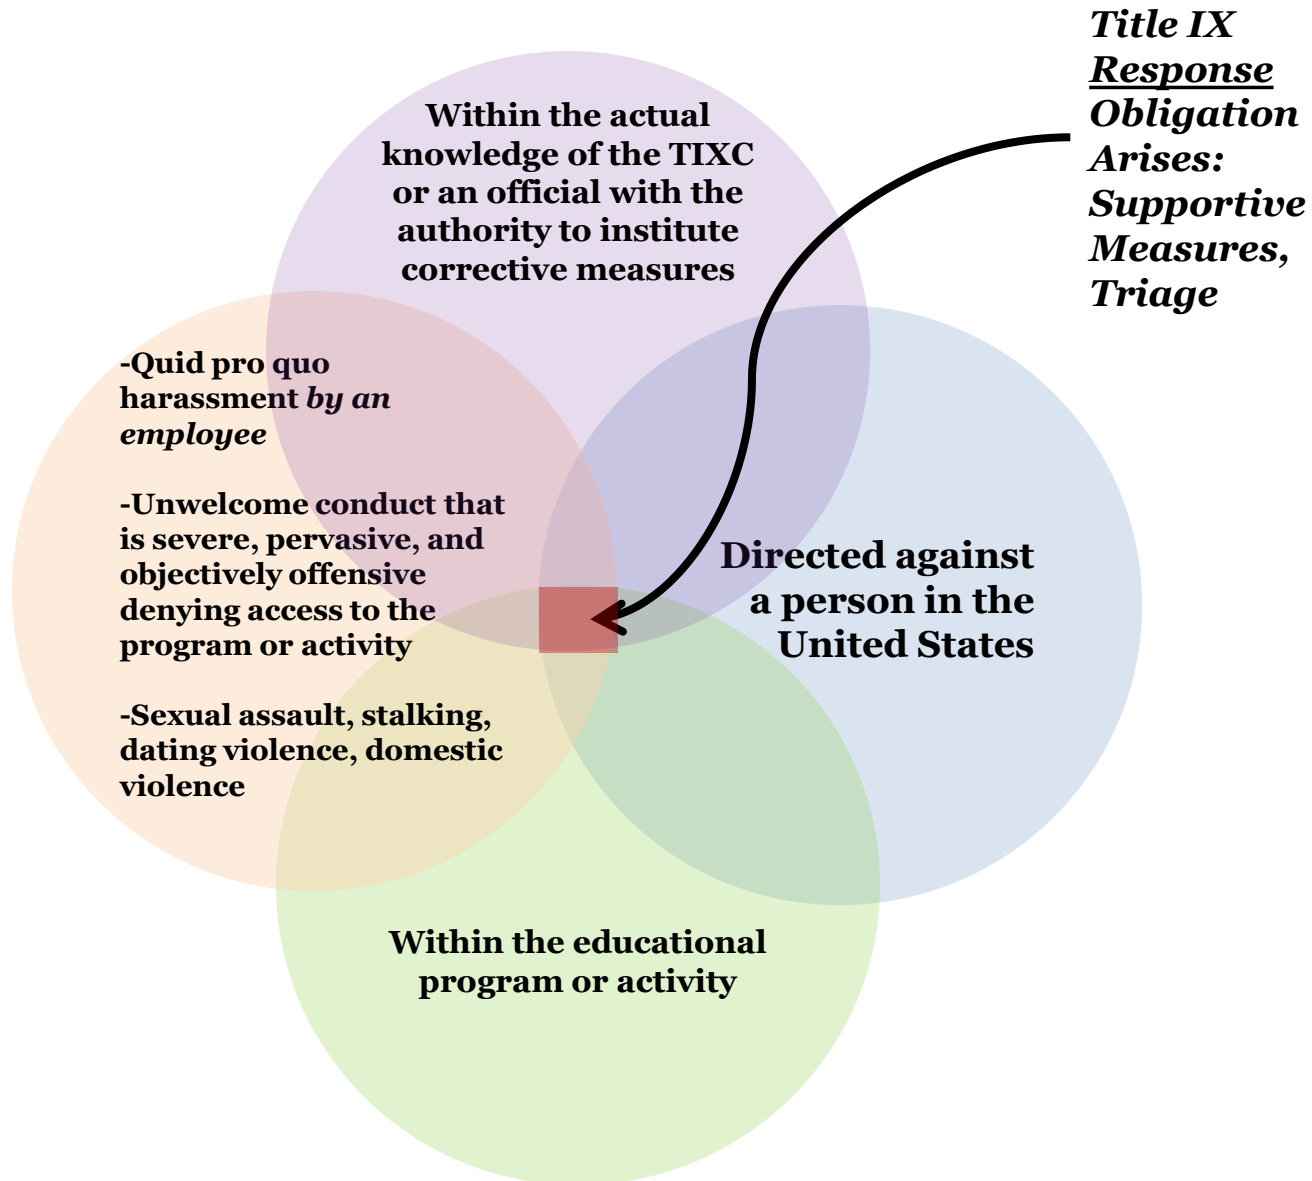 Title IX
Response
Obligation
Arises:
Supportive
Measures,
Triage
Within the actual
knowledge of the TIXC
or an official with the
authority to institute
corrective measures
-Quid pro quo
harassment by an
employee
-Unwelcome conduct that
is severe, pervasive, and
objectively offensive
denying access to the
program or activity
-Sexual assault, stalking,
dating violence, domestic
violence
Directed against
a person in the
United States
Within the educational
program or activity